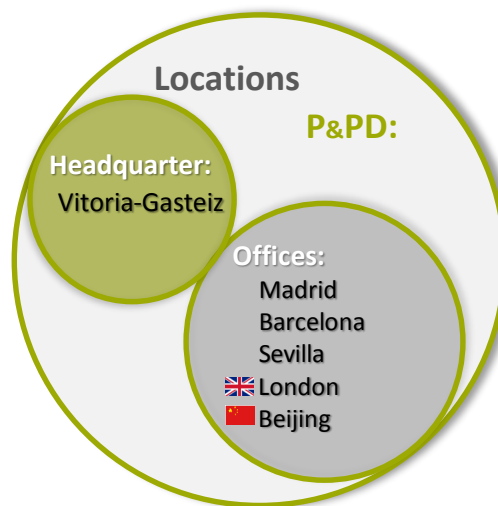 Locations
P&PD:
Headquarter:
Vitoria-Gasteiz
Offices:
Madrid
Barcelona
Sevilla
London
Beijing